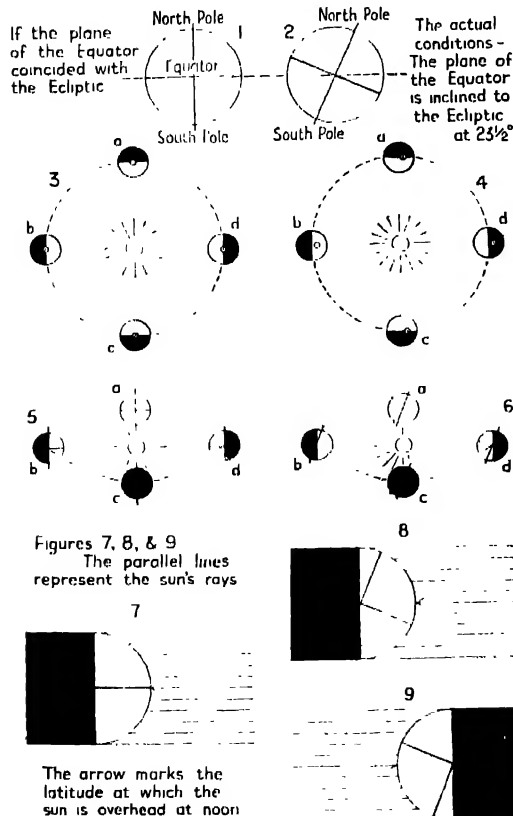 If the plane
of the Equator
coincided with
the Ecliptic
North Pole
1
Equator
South Pole
2
North Pole
South Pole
The actual
conditions–
The plane of
the Equator
is inclined to
the Ecliptic
at 23½°
3
a
b
d
c
4
a
b
d
c
5
a
b
d
c
6
a
b
d
c
Figures 7, 8, & 9
The parallel lines
represent the sun's rays
7
8
9
The arrow marks the
latitude at which the
sun is overhead at noon